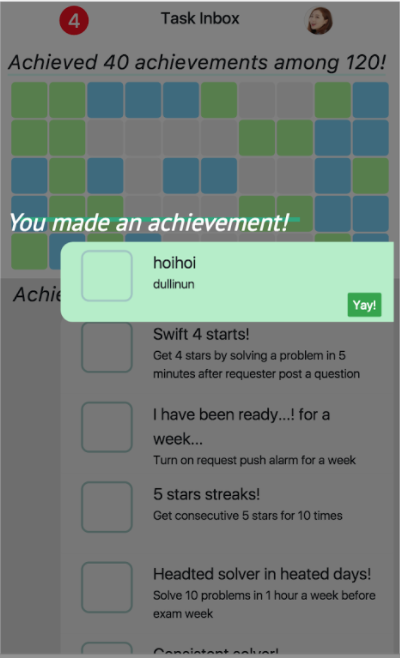 4
Task Inbox
Achieved 40 achievements among 120!
You made an achievement!
hoihoi
dullinun
Yay!
Achie
Swift 4 starts!
Get 4 stars by solving a problem in 5
minutes after requester post a question
I have been ready...! for a
week...
Turn on request push alarm for a week
5 stars streaks!
Get consecutive 5 stars for 10 times
Headted solver in heated days!
Solve 10 problems in 1 hour a week before
exam week
Consistent solver!